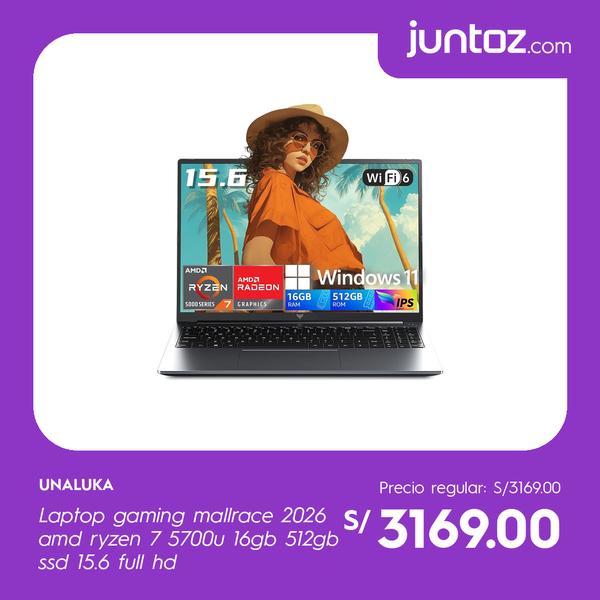 juntoz.com
15.6
Wi Fi 6
AMD
RYZEN
5000 SERIES 7
AMD
RADEON
GRAPHICS
Windows 11
16GB
RAM
512GB
ROM
IPS
UNALUKA
Precio regular: S/3169.00
Laptop gaming mallrace 2026
amd ryzen 7 5700u 16gb 512gb
ssd 15.6 full hd
S/ 3169.00